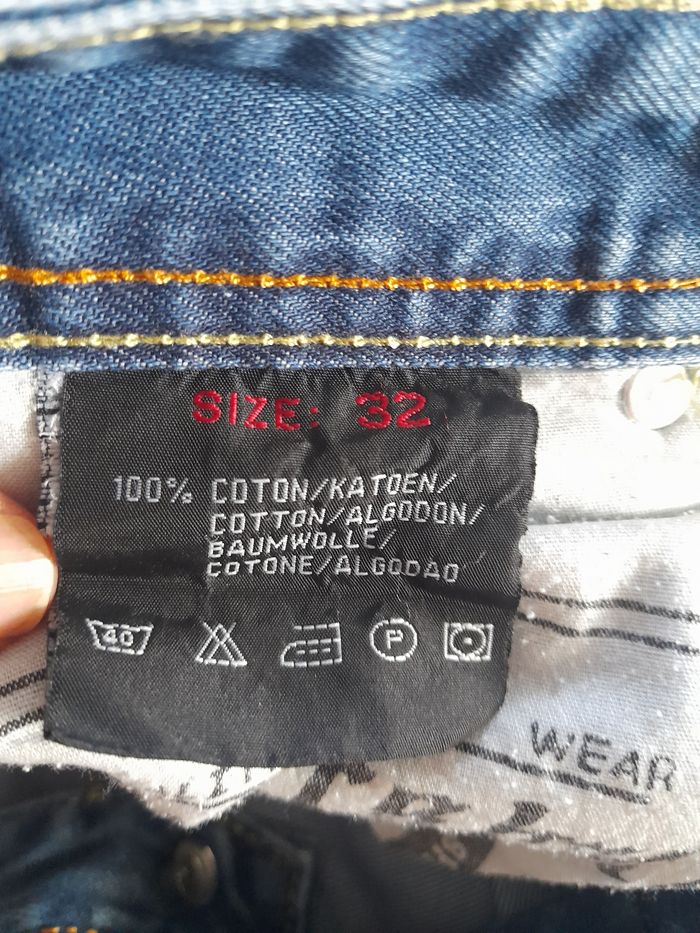 SIZE: 32
100% COTON/KATOEN/
COTTON/ALGODON/
BAUMWOLLE/
COTONE/ALGODAO
40
P
WEAR